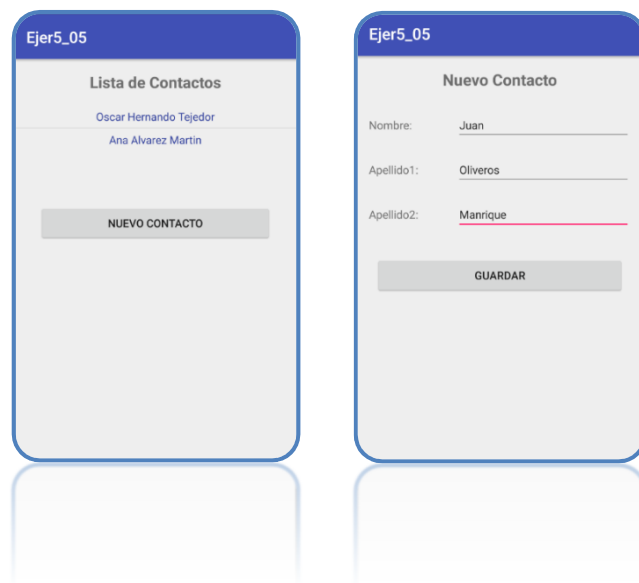 Ejer5_05
Lista de Contactos
Oscar Hernando Tejedor
Ana Alvarez Martin
NUEVO CONTACTO
Ejer5_05
Nuevo Contacto
Nombre: Juan
Apellido1: Oliveros
Apellido2: Manrique
GUARDAR